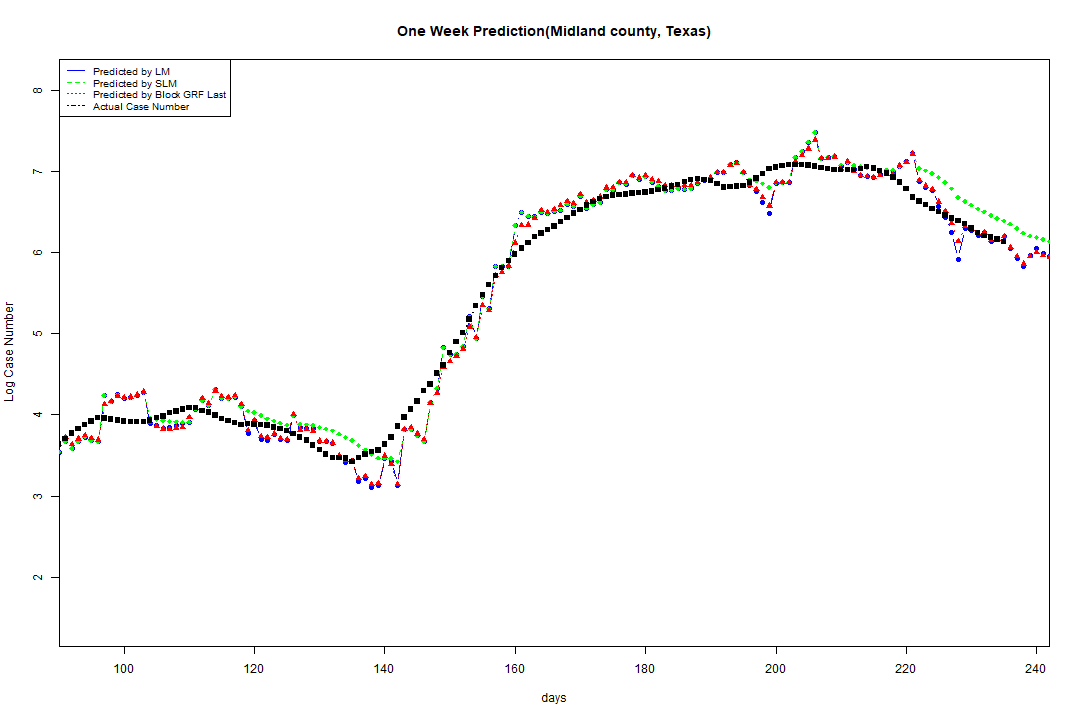 One Week Prediction(Midland county, Texas)
Predicted by LM
Predicted by SLM
Predicted by Block GRF Last
Actual Case Number
8
7
6
5
4
3
2
Log Case Number
100 120 140 160 180 200 220 240
days